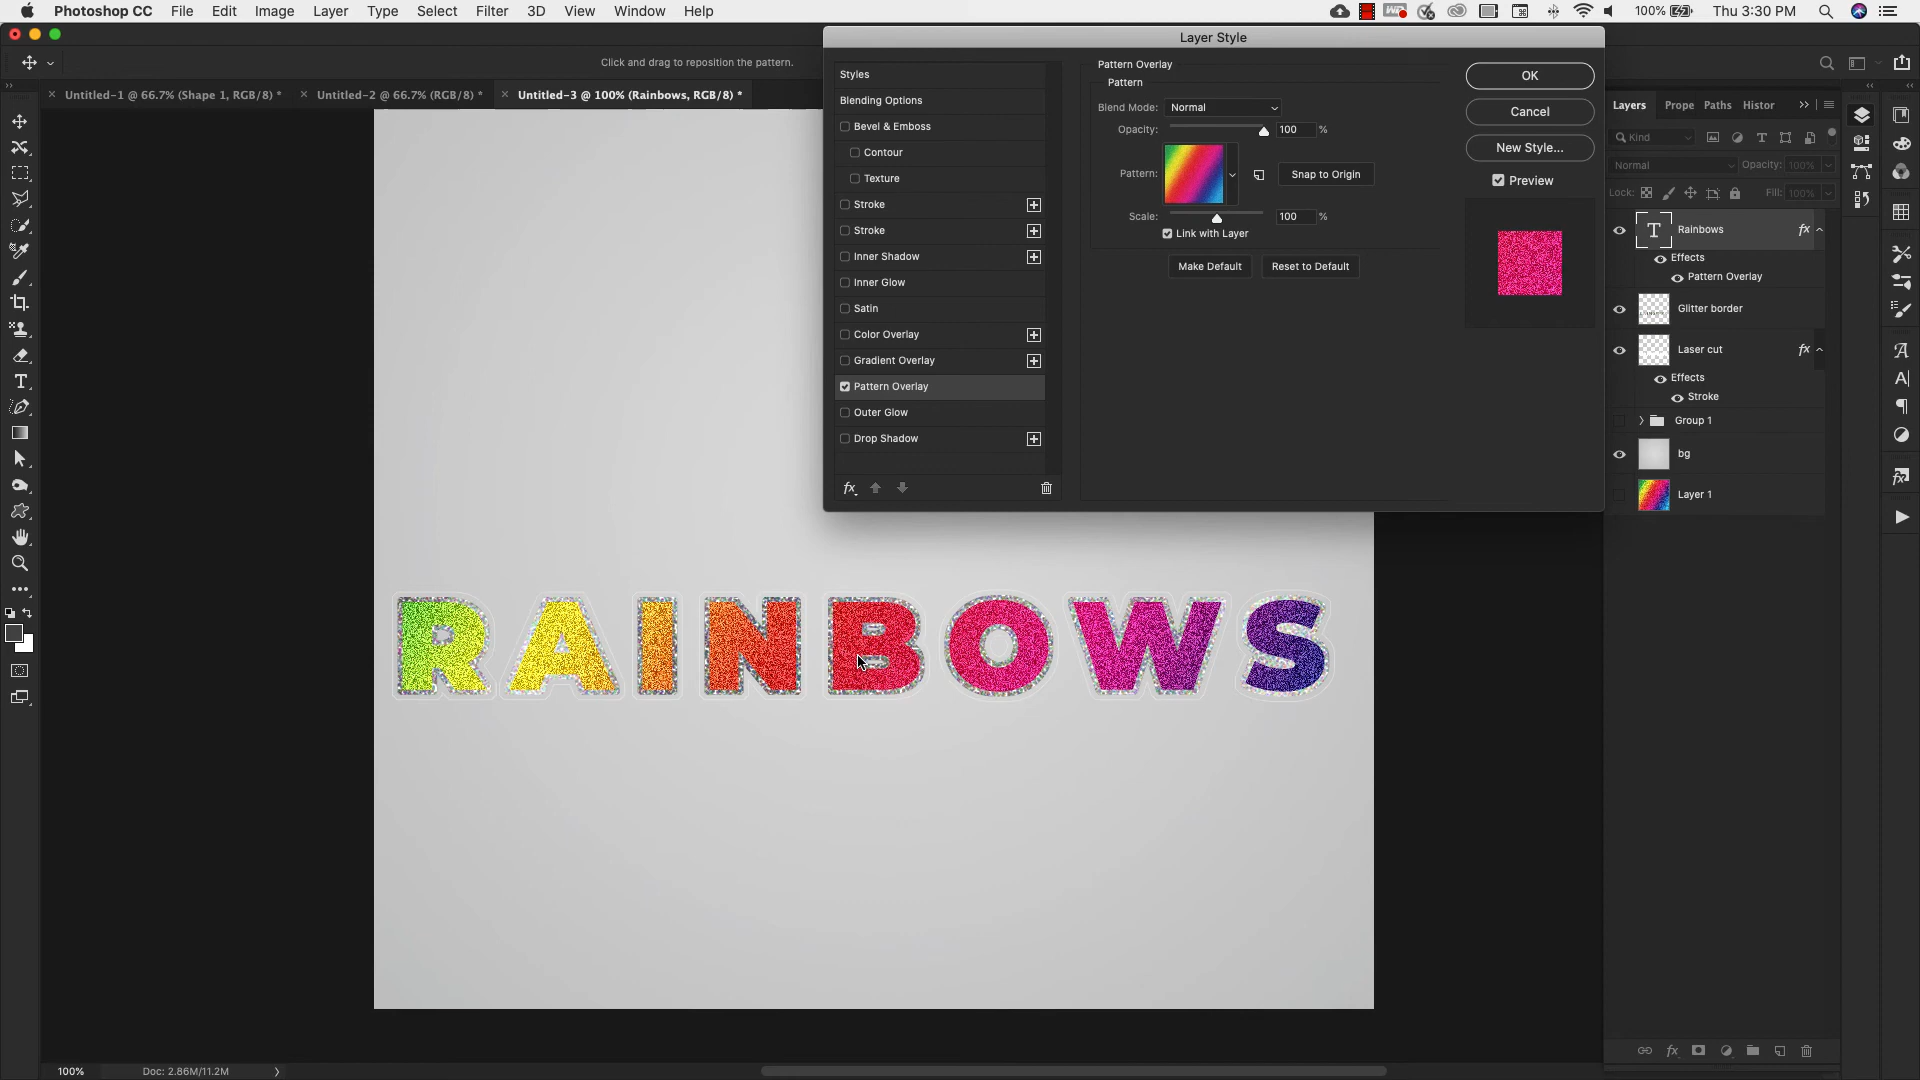 Photoshop CC File Edit Image Layer Type Select Filter 3D View Window Help 100% Thu 3:30 PM
Layer Style
Click and drag to reposition the pattern.
Untitled-1 @ 66.7% (Shape 1, RGB/8) * Untitled-2 @ 66.7% (RGB/8) * Untitled-3 @ 100% (Rainbows, RGB/8) *
Styles
Blending Options
Bevel & Emboss
Contour
Texture
Stroke
Stroke
Inner Shadow
Inner Glow
Satin
Color Overlay
Gradient Overlay
Pattern Overlay
Outer Glow
Drop Shadow
fx
Pattern Overlay
Pattern
Blend Mode: Normal
Opacity: 100 %
Pattern: Snap to Origin
Scale: 100 %
Link with Layer
Make Default Reset to Default
OK
Cancel
New Style...
Preview
Layers Prope Paths Histor
Kind
Normal Opacity: 100%
Lock: Fill: 100%
T Rainbows fx
Effects
Pattern Overlay
Glitter border
Laser cut fx
Effects
Stroke
Group 1
bg
Layer 1
RAINBOWS
100% Doc: 2.86M/11.2M